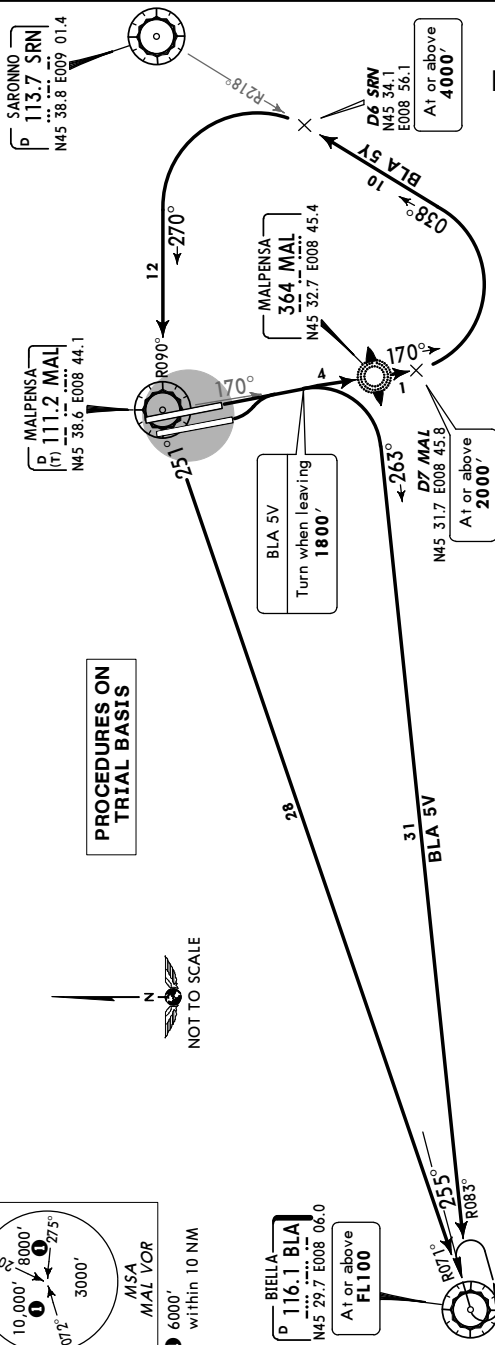 D
SARONNO
113.7 SRN
N45 38.8 E009 01.4
R218°
D6 SRN
N45 34.1
E008 56.1
At or above
4000'
BLA 5Y
10
038°
270°
12
R090°
MALPENSA
D
(T)
111.2 MAL
N45 38.6 E008 44.1
MALPENSA
364 MAL
N45 32.7 E008 45.4
170°
4
170°
1
D7 MAL
N45 31.7 E008 45.8
At or above
2000'
251°
BLA 5V
Turn when leaving
1800'
263°
PROCEDURES ON
TRIAL BASIS
28
31
BLA 5V
N
NOT TO SCALE
10,000'
8000'
275°
072°
3000'
MSA
MAL VOR
6000'
within 10 NM
BIELLA
D
116.1 BLA
N45 29.7 E008 06.0
At or above
FL100
R071°
255°
R083°